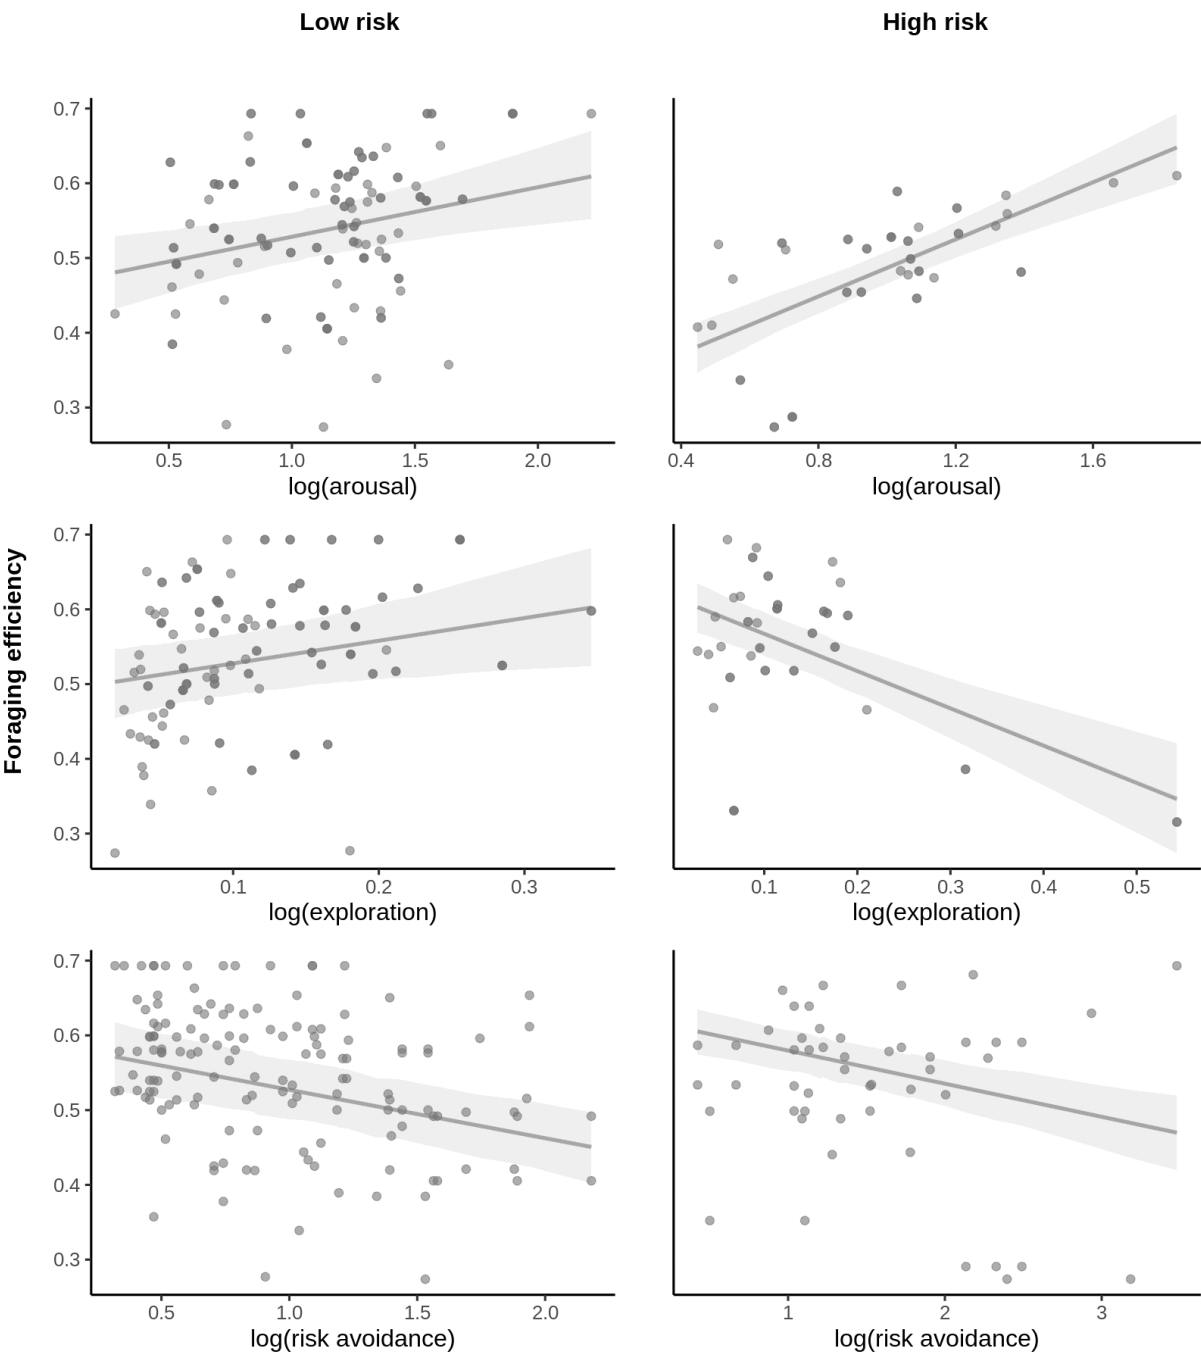 Low risk
High risk
0.7
0.6
0.5
0.4
0.3
0.5 1.0 1.5 2.0
log(arousal)
0.4 0.8 1.2 1.6
log(arousal)
Foraging efficiency
0.7
0.6
0.5
0.4
0.3
0.1 0.2 0.3
log(exploration)
0.1 0.2 0.3 0.4 0.5
log(exploration)
0.7
0.6
0.5
0.4
0.3
0.5 1.0 1.5 2.0
log(risk avoidance)
1 2 3
log(risk avoidance)